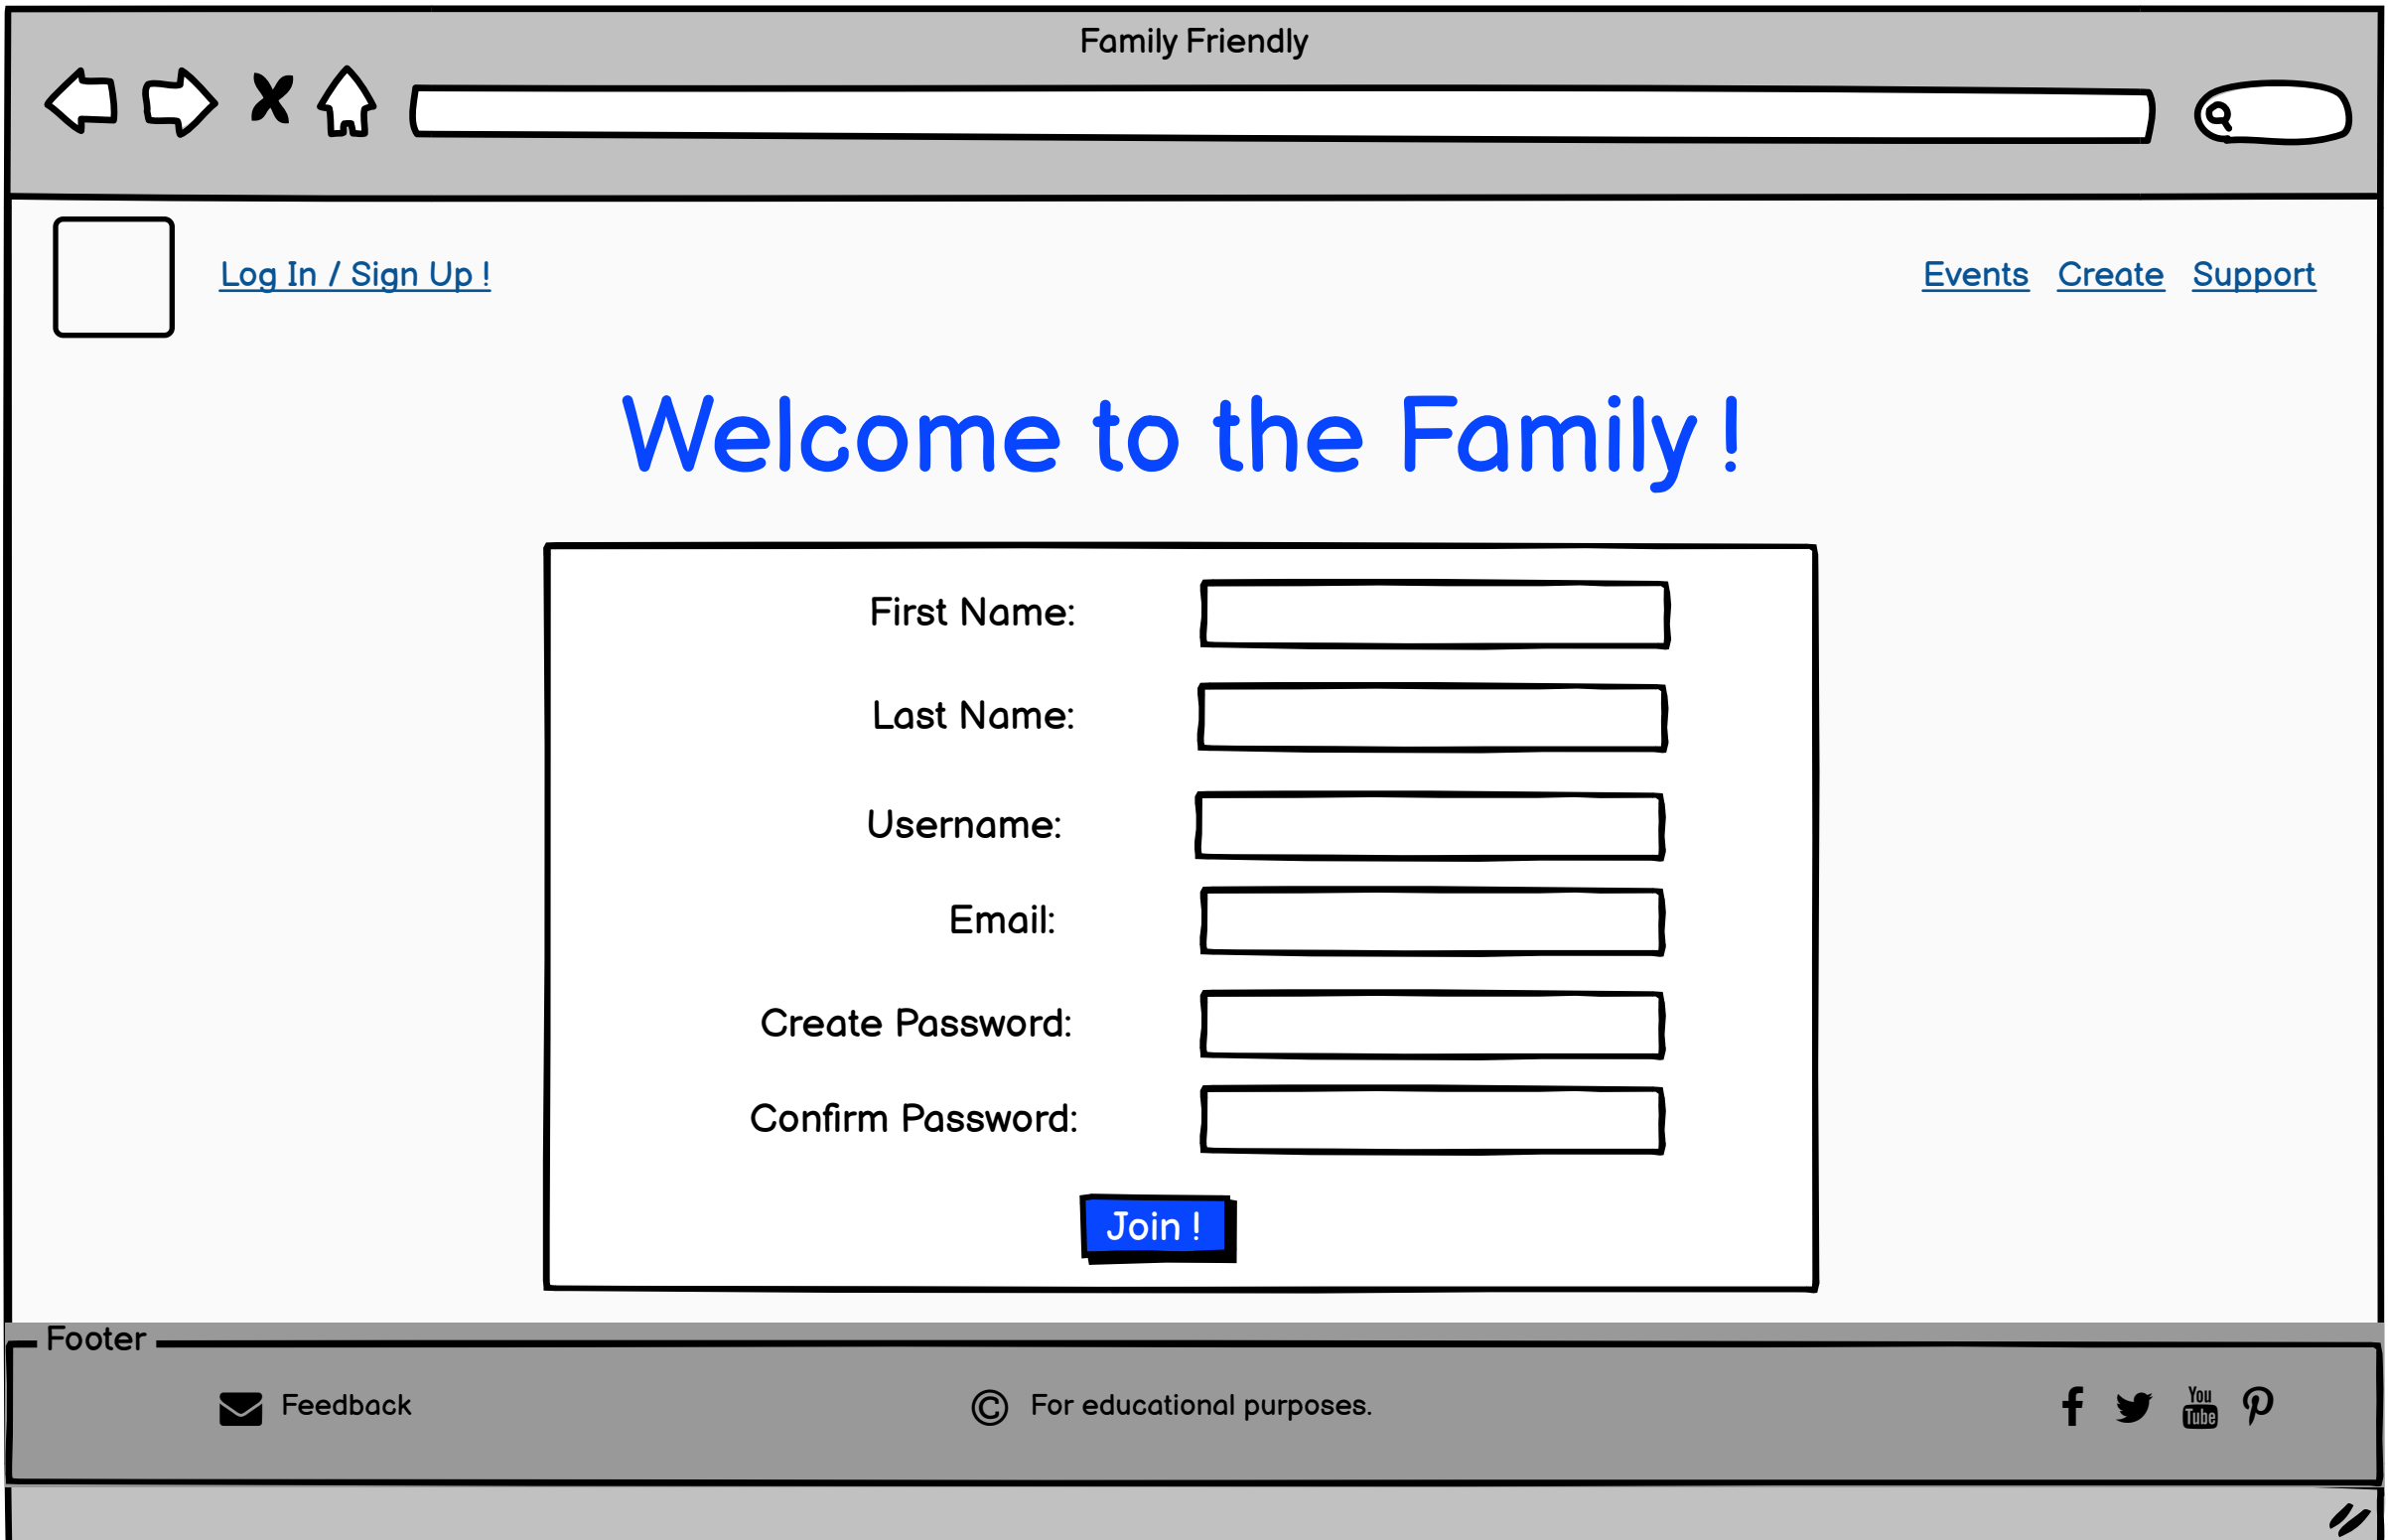 Family Friendly
Log In / Sign Up !
Events Create Support
Welcome to the Family !
First Name:
Last Name:
Username:
Email:
Create Password:
Confirm Password:
Join !
Footer
Feedback
© For educational purposes.
You
Tube